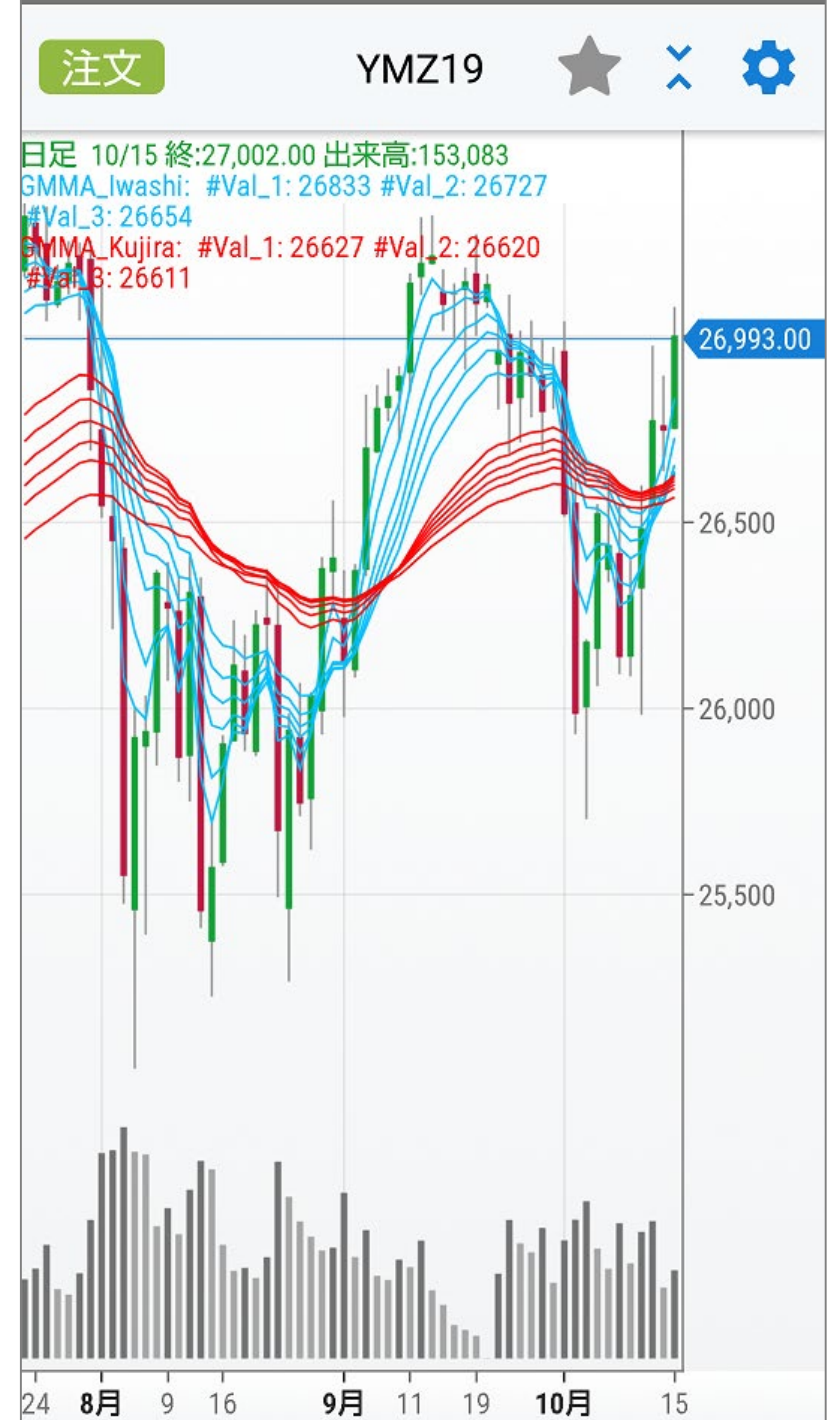 注文 YMZ19
日足 10/15 終:27,002.00 出来高:153,083
GMMA_Iwashi: #Val_1: 26833 #Val_2: 26727
#Val_3: 26654
GMMA_Kujira: #Val_1: 26627 #Val_2: 26620
#Val_3: 26611
26,993.00
26,500
26,000
25,500
24 8月 9 16 9月 11 19 10月 15